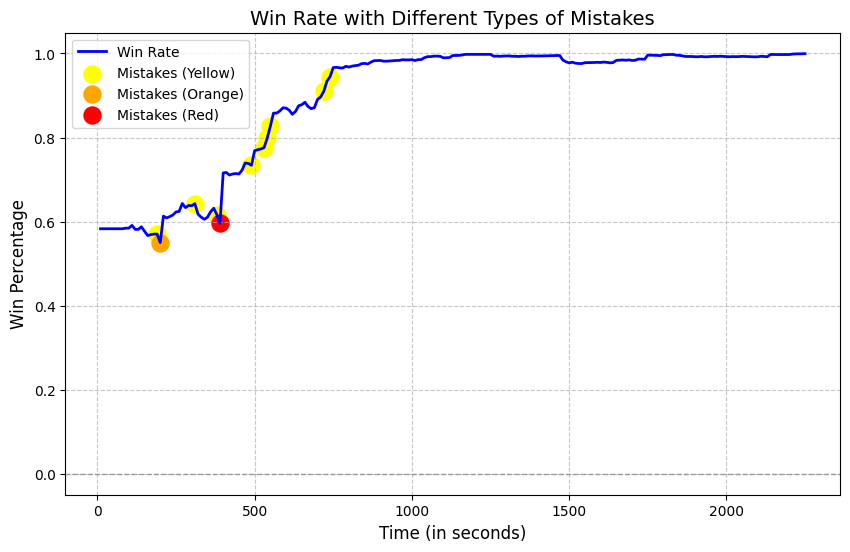 Win Rate with Different Types of Mistakes
Win Rate
Mistakes (Yellow)
Mistakes (Orange)
Mistakes (Red)
1.0
0.8
0.6
0.4
0.2
0.0
Win Percentage
0 500 1000 1500 2000
Time (in seconds)